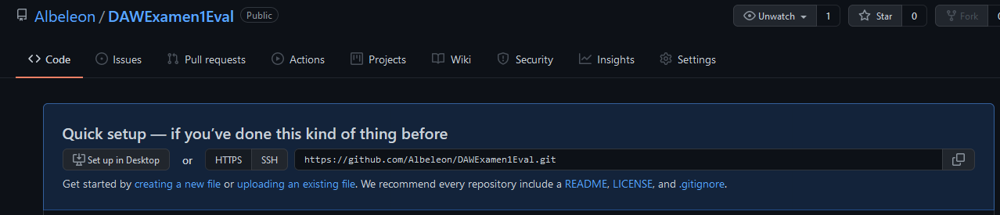 Albeleon / DAWExamen1Eval Public Unwatch 1 Star 0 Fork
Code Issues Pull requests Actions Projects Wiki Security Insights Settings
Quick setup — if you’ve done this kind of thing before
Set up in Desktop or HTTPS SSH https://github.com/Albeleon/DAWExamen1Eval.git
Get started by creating a new file or uploading an existing file. We recommend every repository include a README, LICENSE, and .gitignore.